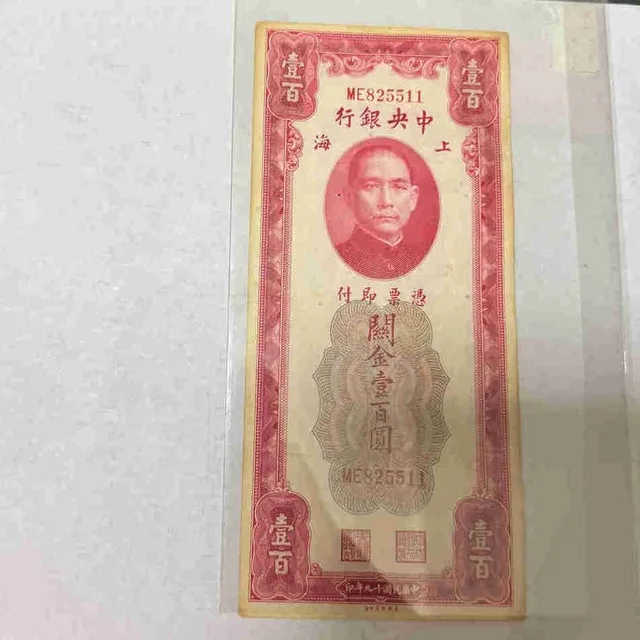 壹百
壹百
ME825511
中央銀行
上海
憑票即付
關金壹百圓
ME825511
壹百
壹百
中華民國十九年印